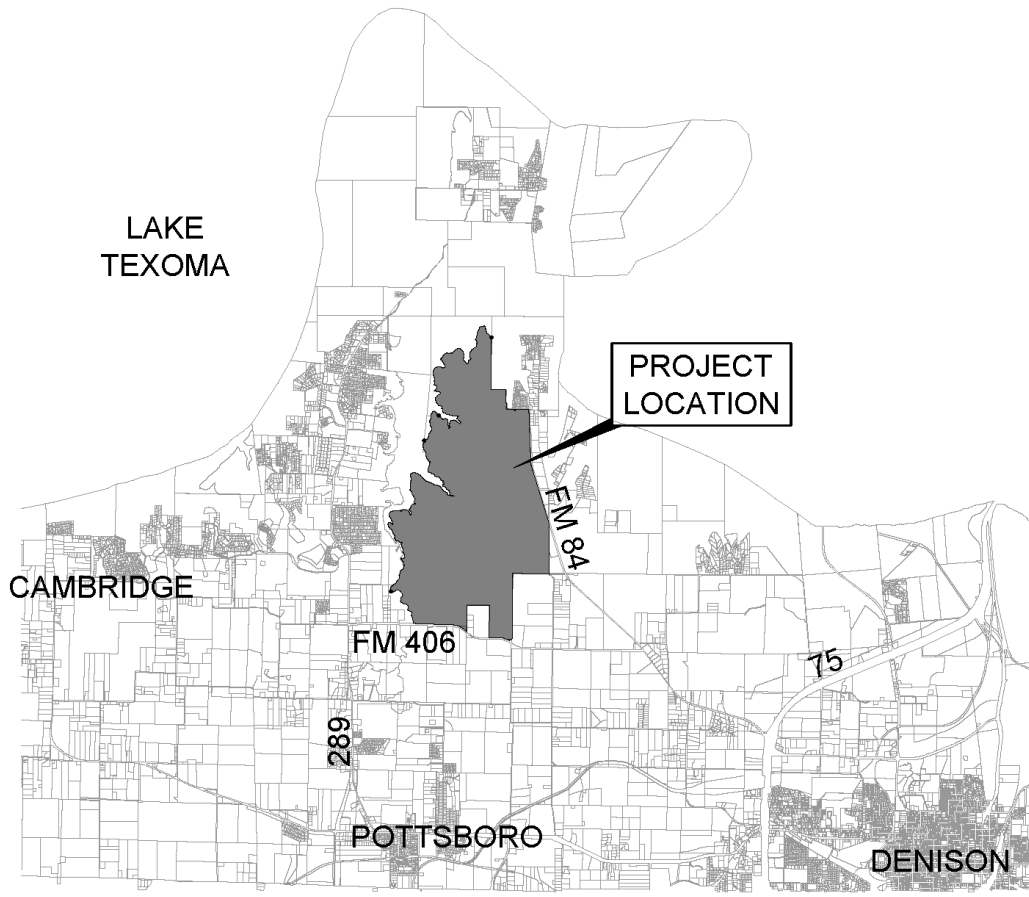 LAKE
TEXOMA
PROJECT
LOCATION
FM 84
CAMBRIDGE
FM 406
75
289
POTTSBORO
DENISON